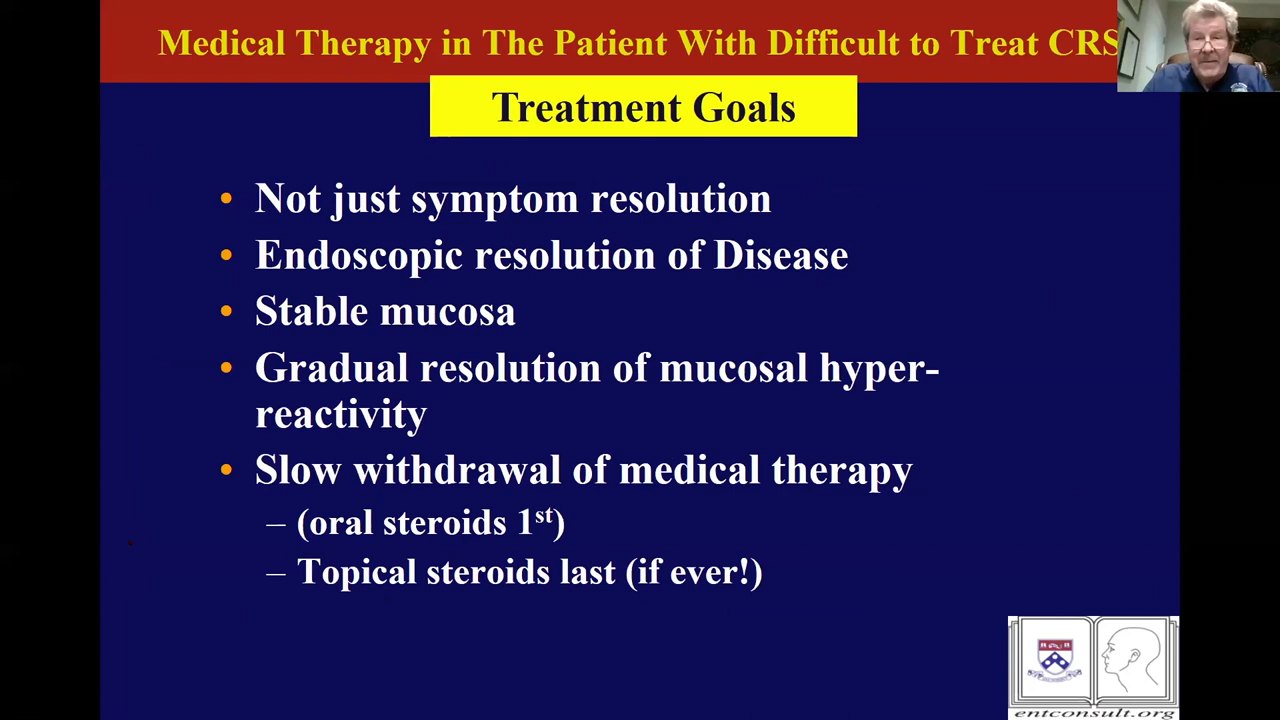 Medical Therapy in The Patient With Difficult to Treat CRS
Treatment Goals
• Not just symptom resolution
• Endoscopic resolution of Disease
• Stable mucosa
• Gradual resolution of mucosal hyper-
reactivity
• Slow withdrawal of medical therapy
– (oral steroids 1st)
– Topical steroids last (if ever!)
entconsult.org